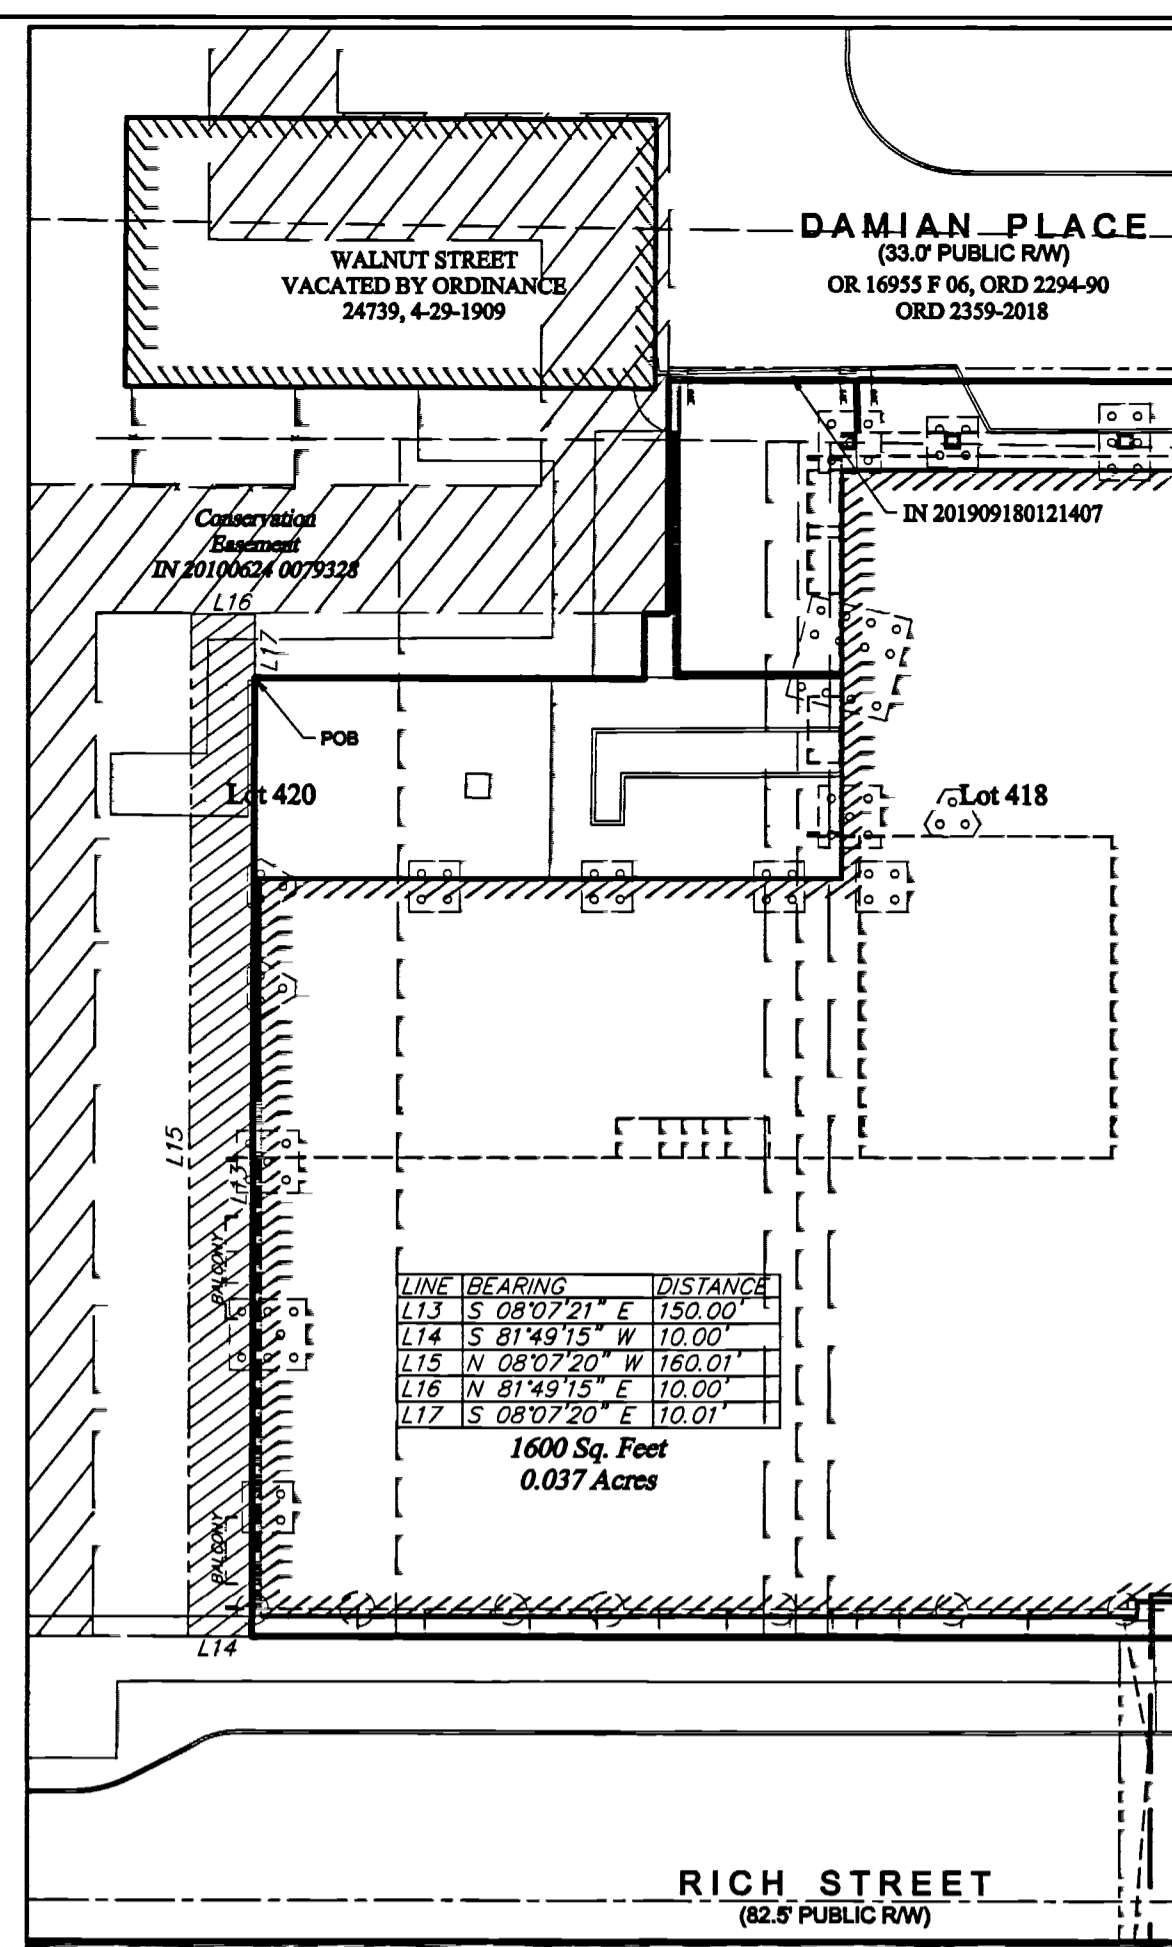 DAMIAN PLACE
(33.0' PUBLIC R/W)
OR 16955 F 06, ORD 2294-90
ORD 2359-2018
WALNUT STREET
VACATED BY ORDINANCE
24739, 4-29-1909
IN 201909180121407
Conservation
Easement
IN 20100624 0079328
L16
L17
POB
Lot 420
Lot 418
L15
L13
BALCONY
LINE BEARING DISTANCE
L13 S 08°07'21" E 150.00'
L14 S 81°49'15" W 10.00'
L15 N 08°07'20" W 160.01'
L16 N 81°49'15" E 10.00'
L17 S 08°07'20" E 10.01'
1600 Sq. Feet
0.037 Acres
BALCONY
L14
RICH STREET
(82.5' PUBLIC R/W)